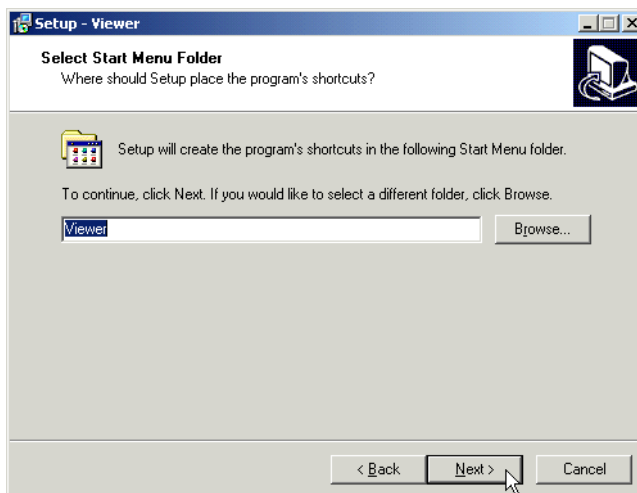 Setup - Viewer
Select Start Menu Folder
Where should Setup place the program's shortcuts?
Setup will create the program's shortcuts in the following Start Menu folder.
To continue, click Next. If you would like to select a different folder, click Browse.
Viewer
Browse...
< Back
Next >
Cancel